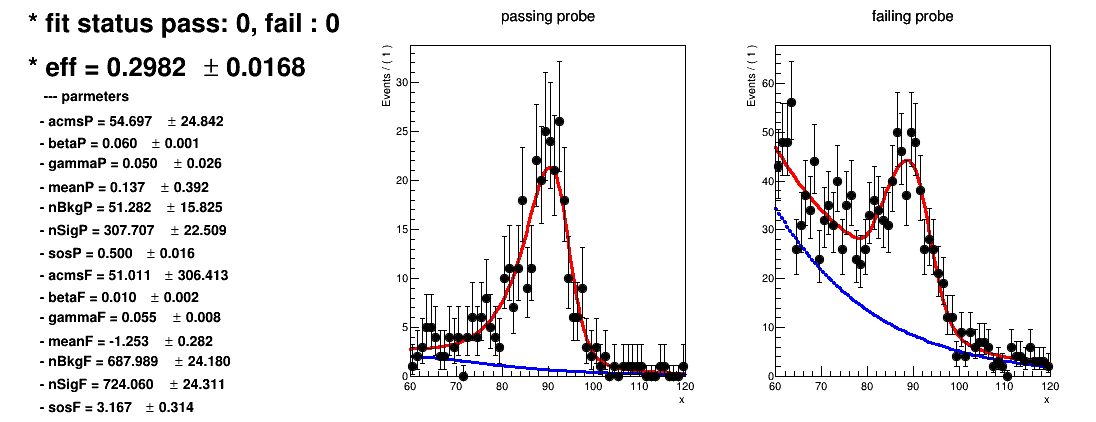 * fit status pass: 0, fail : 0
* eff = 0.2982 ± 0.0168
--- parmeters
- acmsP = 54.697 ± 24.842
- betaP = 0.060 ± 0.001
- gammaP = 0.050 ± 0.026
- meanP = 0.137 ± 0.392
- nBkgP = 51.282 ± 15.825
- nSigP = 307.707 ± 22.509
- sosP = 0.500 ± 0.016
- acmsF = 51.011 ± 306.413
- betaF = 0.010 ± 0.002
- gammaF = 0.055 ± 0.008
- meanF = -1.253 ± 0.282
- nBkgF = 687.989 ± 24.180
- nSigF = 724.060 ± 24.311
- sosF = 3.167 ± 0.314
passing probe
Events / ( 1 )
30
25
20
15
10
5
0
60 70 80 90 100 110 120
x
failing probe
Events / ( 1 )
60
50
40
30
20
10
0
60 70 80 90 100 110 120
x